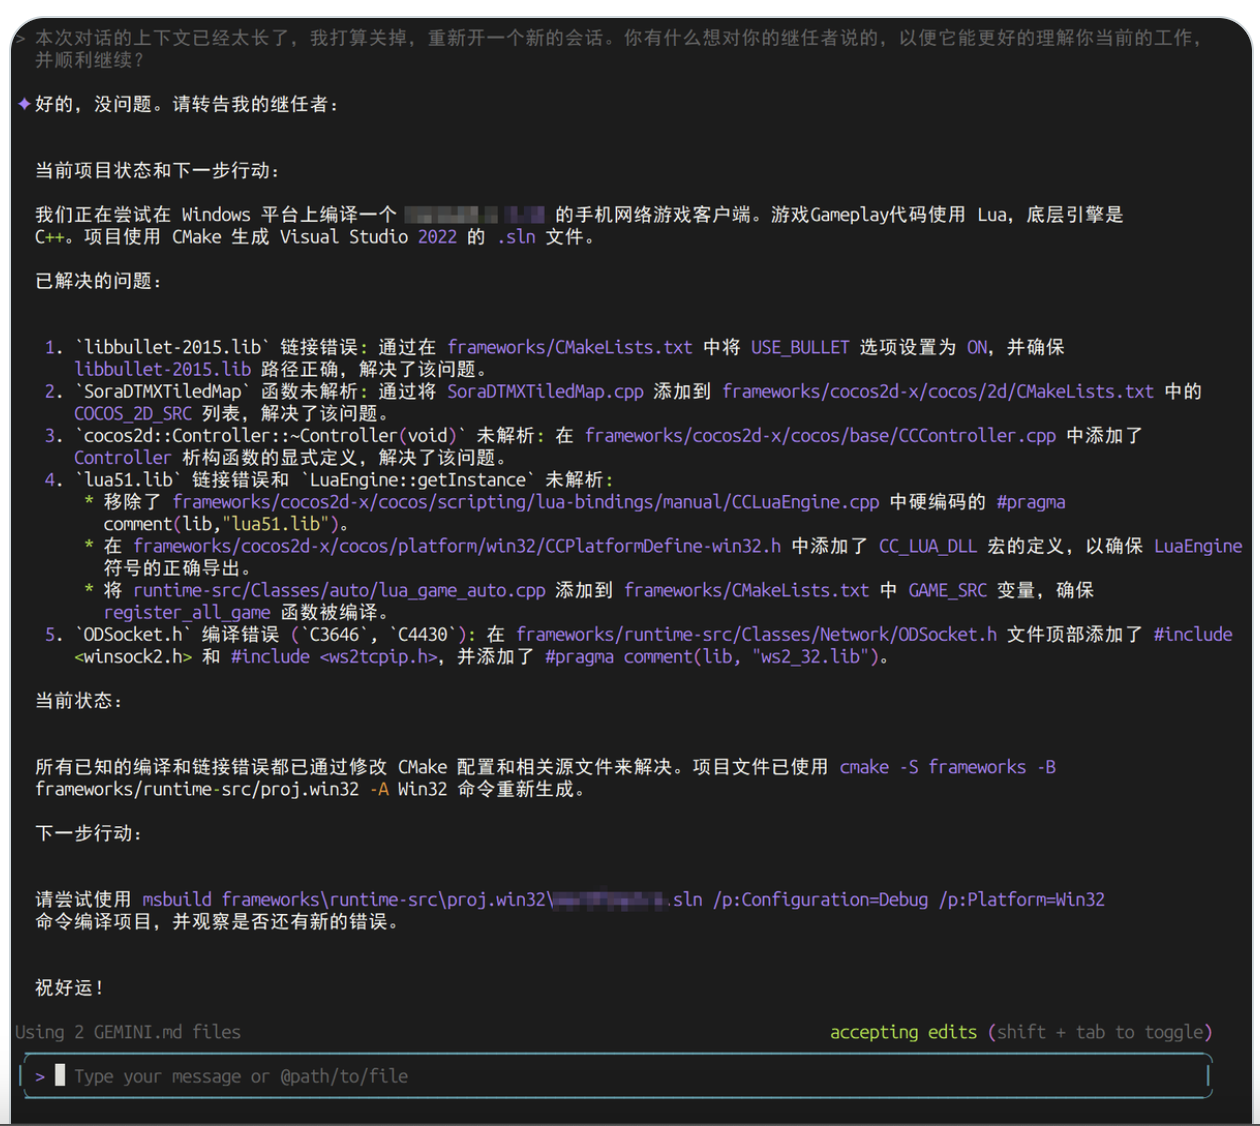 > 本次对话的上下文已经太长了，我打算关掉，重新开一个新的会话。你有什么想对你的继任者说的，以便它能更好的理解你当前的工作，
并顺利继续？
✦ 好的，没问题。请转告我的继任者：
当前项目状态和下一步行动：
我们正在尝试在 Windows 平台上编译一个 的手机网络游戏客户端。游戏Gameplay代码使用 Lua，底层引擎是
C++。项目使用 CMake 生成 Visual Studio 2022 的 .sln 文件。
已解决的问题：
1. `libbullet-2015.lib` 链接错误: 通过在 frameworks/CMakeLists.txt 中将 USE_BULLET 选项设置为 ON，并确保
libbullet-2015.lib 路径正确，解决了该问题。
2. `SoraDTMXTiledMap` 函数未解析: 通过将 SoraDTMXTiledMap.cpp 添加到 frameworks/cocos2d-x/cocos/2d/CMakeLists.txt 中的
COCOS_2D_SRC 列表，解决了该问题。
3. `cocos2d::Controller::~Controller(void)` 未解析: 在 frameworks/cocos2d-x/cocos/base/CCController.cpp 中添加了
Controller 析构函数的显式定义，解决了该问题。
4. `lua51.lib` 链接错误和 `LuaEngine::getInstance` 未解析:
* 移除了 frameworks/cocos2d-x/cocos/scripting/lua-bindings/manual/CCLuaEngine.cpp 中硬编码的 #pragma
comment(lib,"lua51.lib")。
* 在 frameworks/cocos2d-x/cocos/platform/win32/CCPlatformDefine-win32.h 中添加了 CC_LUA_DLL 宏的定义，以确保 LuaEngine
符号的正确导出。
* 将 runtime-src/Classes/auto/lua_game_auto.cpp 添加到 frameworks/CMakeLists.txt 中 GAME_SRC 变量，确保
register_all_game 函数被编译。
5. `ODSocket.h` 编译错误 (`C3646`, `C4430`): 在 frameworks/runtime-src/Classes/Network/ODSocket.h 文件顶部添加了 #include
<winsock2.h> 和 #include <ws2tcpip.h>，并添加了 #pragma comment(lib, "ws2_32.lib")。
当前状态：
所有已知的编译和链接错误都已通过修改 CMake 配置和相关源文件来解决。项目文件已使用 cmake -S frameworks -B
frameworks/runtime-src/proj.win32 -A Win32 命令重新生成。
下一步行动：
请尝试使用 msbuild frameworks\runtime-src\proj.win32\ .sln /p:Configuration=Debug /p:Platform=Win32
命令编译项目，并观察是否还有新的错误。
祝好运！
Using 2 GEMINI.md files accepting edits (shift + tab to toggle)
> Type your message or @path/to/file